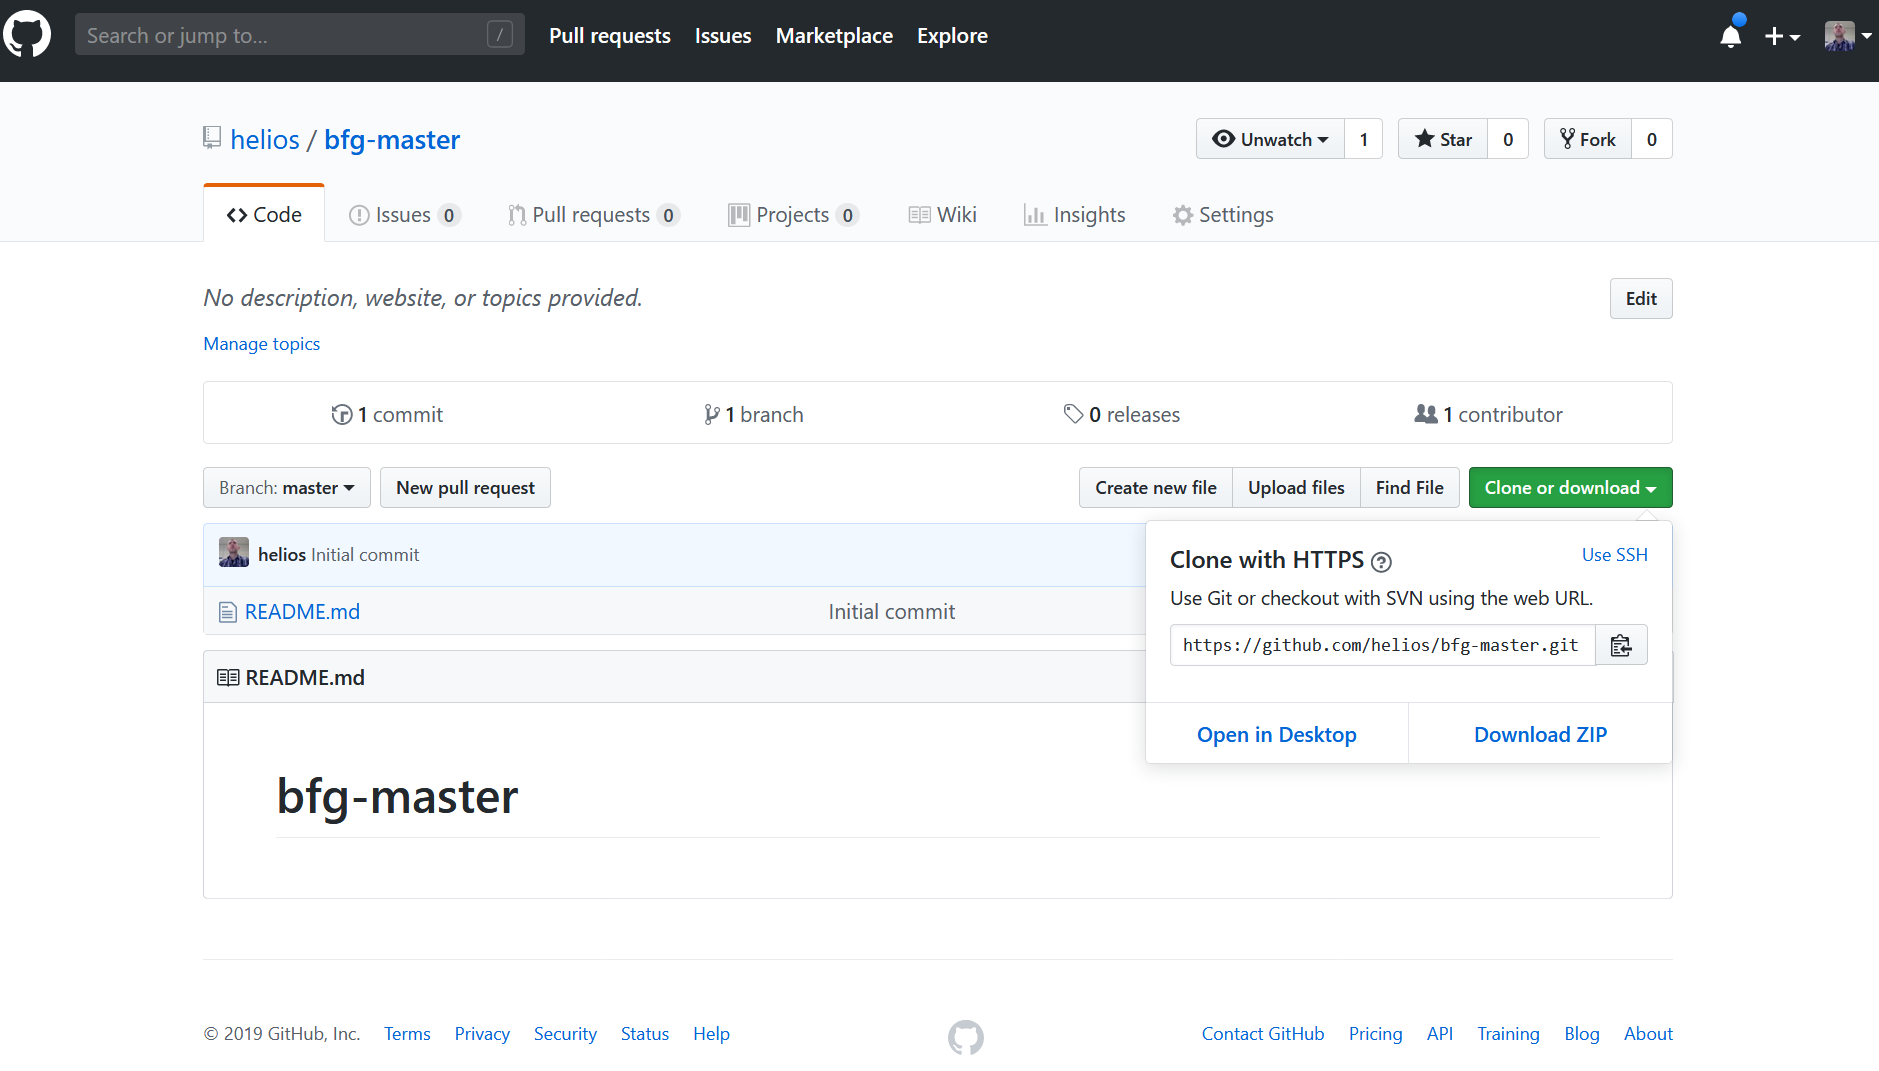 Search or jump to... /
Pull requests Issues Marketplace Explore
helios / bfg-master
Unwatch 1 Star 0 Fork 0
Code Issues 0 Pull requests 0 Projects 0 Wiki Insights Settings
No description, website, or topics provided.
Edit
Manage topics
1 commit 1 branch 0 releases 1 contributor
Branch: master New pull request Create new file Upload files Find File Clone or download
helios Initial commit
README.md Initial commit
Clone with HTTPS ? Use SSH
Use Git or checkout with SVN using the web URL.
https://github.com/helios/bfg-master.git
Open in Desktop Download ZIP
README.md
bfg-master
© 2019 GitHub, Inc. Terms Privacy Security Status Help Contact GitHub Pricing API Training Blog About